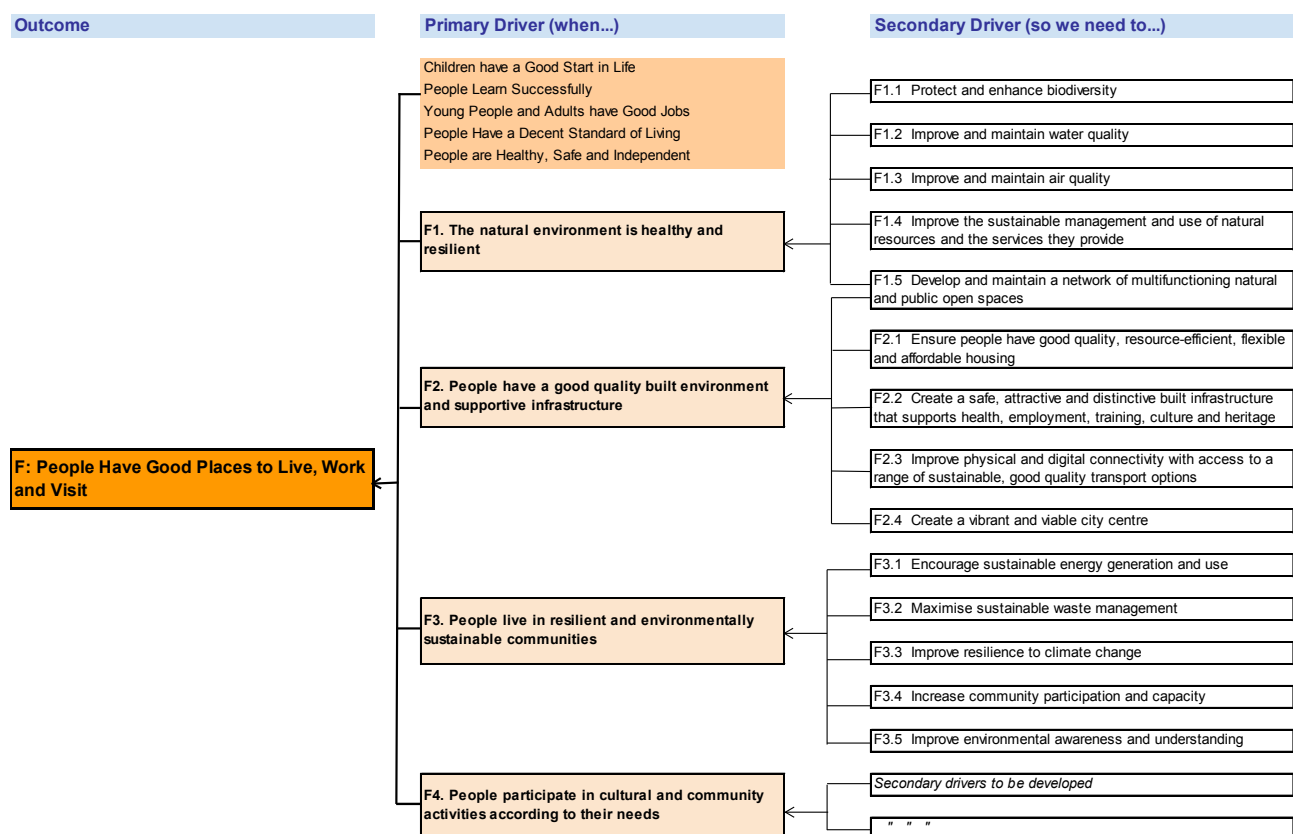 Outcome
Primary Driver (when...)
Secondary Driver (so we need to...)
Children have a Good Start in Life
People Learn Successfully
Young People and Adults have Good Jobs
People Have a Decent Standard of Living
People are Healthy, Safe and Independent
F1.1 Protect and enhance biodiversity
F1.2 Improve and maintain water quality
F1.3 Improve and maintain air quality
F1. The natural environment is healthy and
resilient
F1.4 Improve the sustainable management and use of natural
resources and the services they provide
F1.5 Develop and maintain a network of multifunctioning natural
and public open spaces
F2.1 Ensure people have good quality, resource-efficient, flexible
and affordable housing
F2. People have a good quality built environment
and supportive infrastructure
F2.2 Create a safe, attractive and distinctive built infrastructure
that supports health, employment, training, culture and heritage
F: People Have Good Places to Live, Work
and Visit
F2.3 Improve physical and digital connectivity with access to a
range of sustainable, good quality transport options
F2.4 Create a vibrant and viable city centre
F3.1 Encourage sustainable energy generation and use
F3.2 Maximise sustainable waste management
F3. People live in resilient and environmentally
sustainable communities
F3.3 Improve resilience to climate change
F3.4 Increase community participation and capacity
F3.5 Improve environmental awareness and understanding
F4. People participate in cultural and community
activities according to their needs
Secondary drivers to be developed
" " "